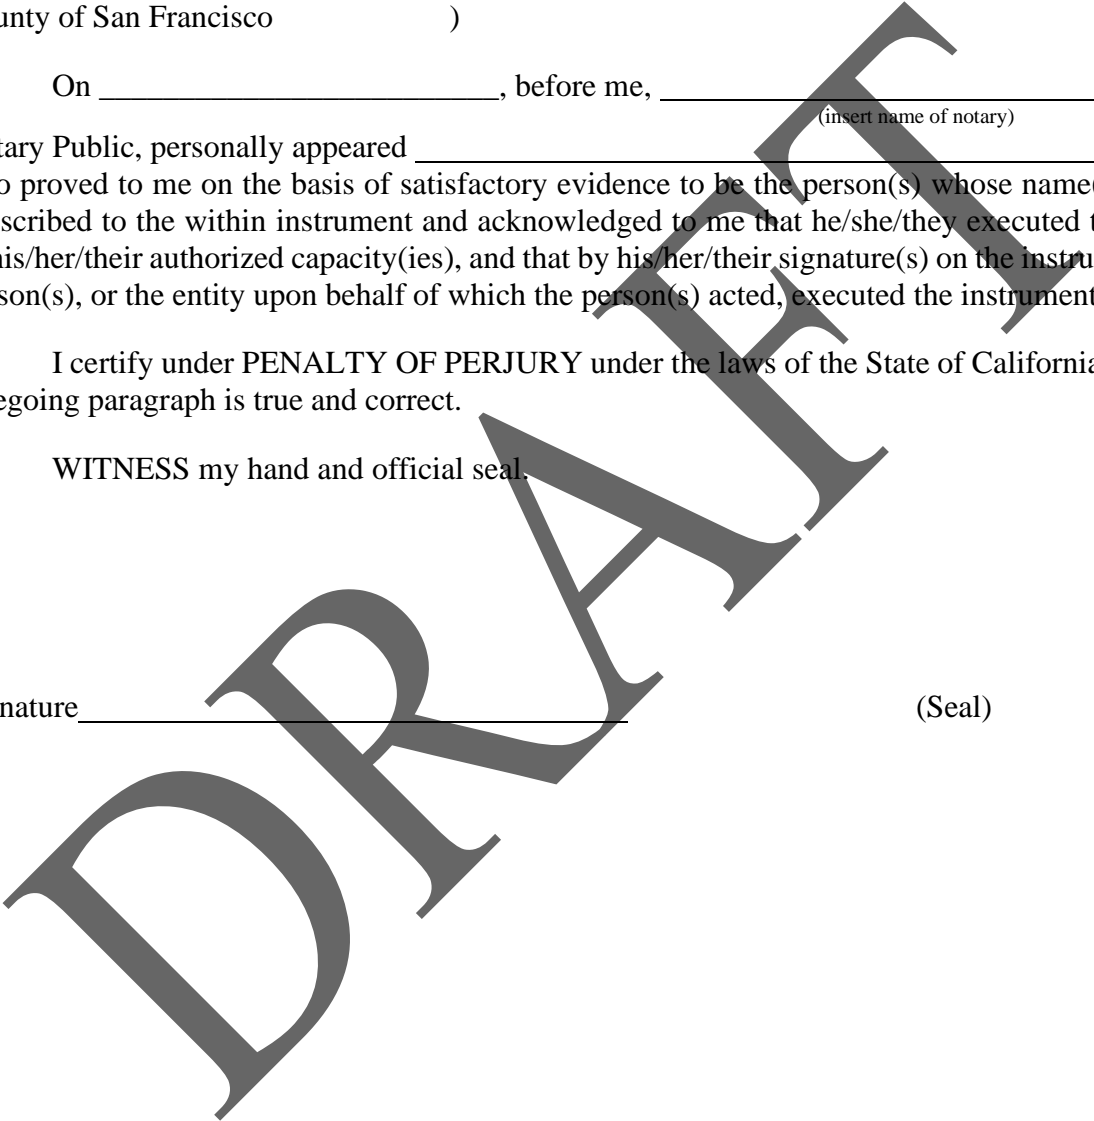 unty of San Francisco )
On _________________________, before me,
(insert name of notary)
tary Public, personally appeared
o proved to me on the basis of satisfactory evidence to be the person(s) whose name(
scribed to the within instrument and acknowledged to me that he/she/they executed t
his/her/their authorized capacity(ies), and that by his/her/their signature(s) on the instru
son(s), or the entity upon behalf of which the person(s) acted, executed the instrument
I certify under PENALTY OF PERJURY under the laws of the State of California
egoing paragraph is true and correct.
WITNESS my hand and official seal.
nature (Seal)
DRAFT